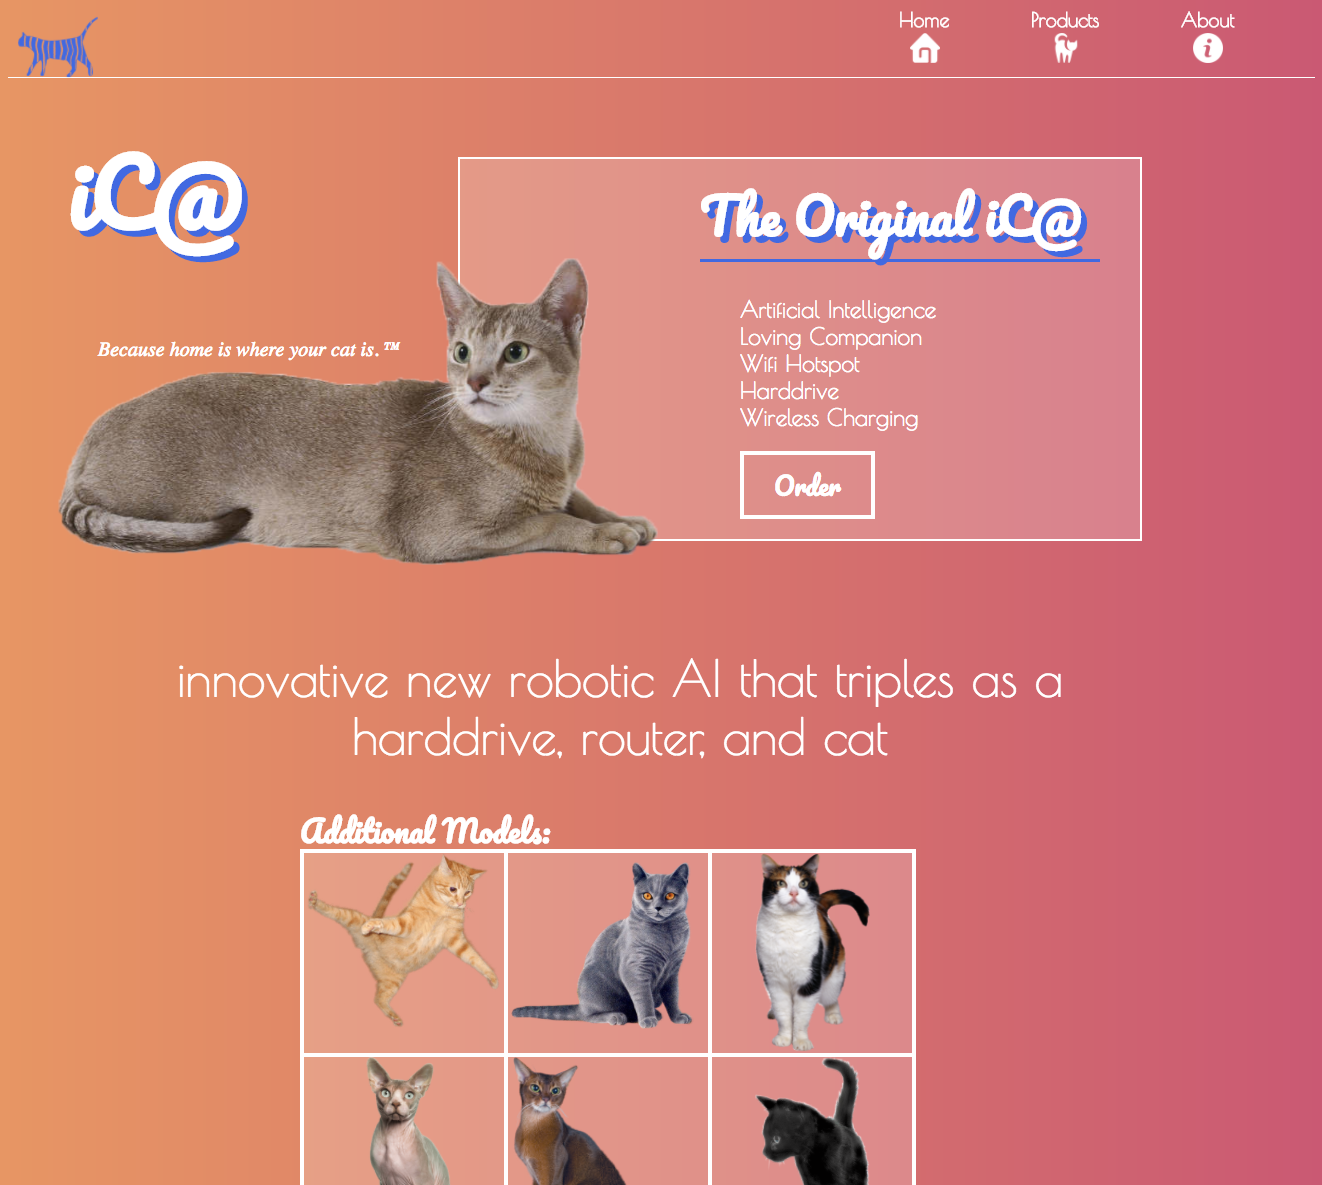 Home Products About
iC@
The Original iC@
Because home is where your cat is.™
Artificial Intelligence
Loving Companion
Wifi Hotspot
Harddrive
Wireless Charging
Order
innovative new robotic AI that triples as a
harddrive, router, and cat
Additional Models: